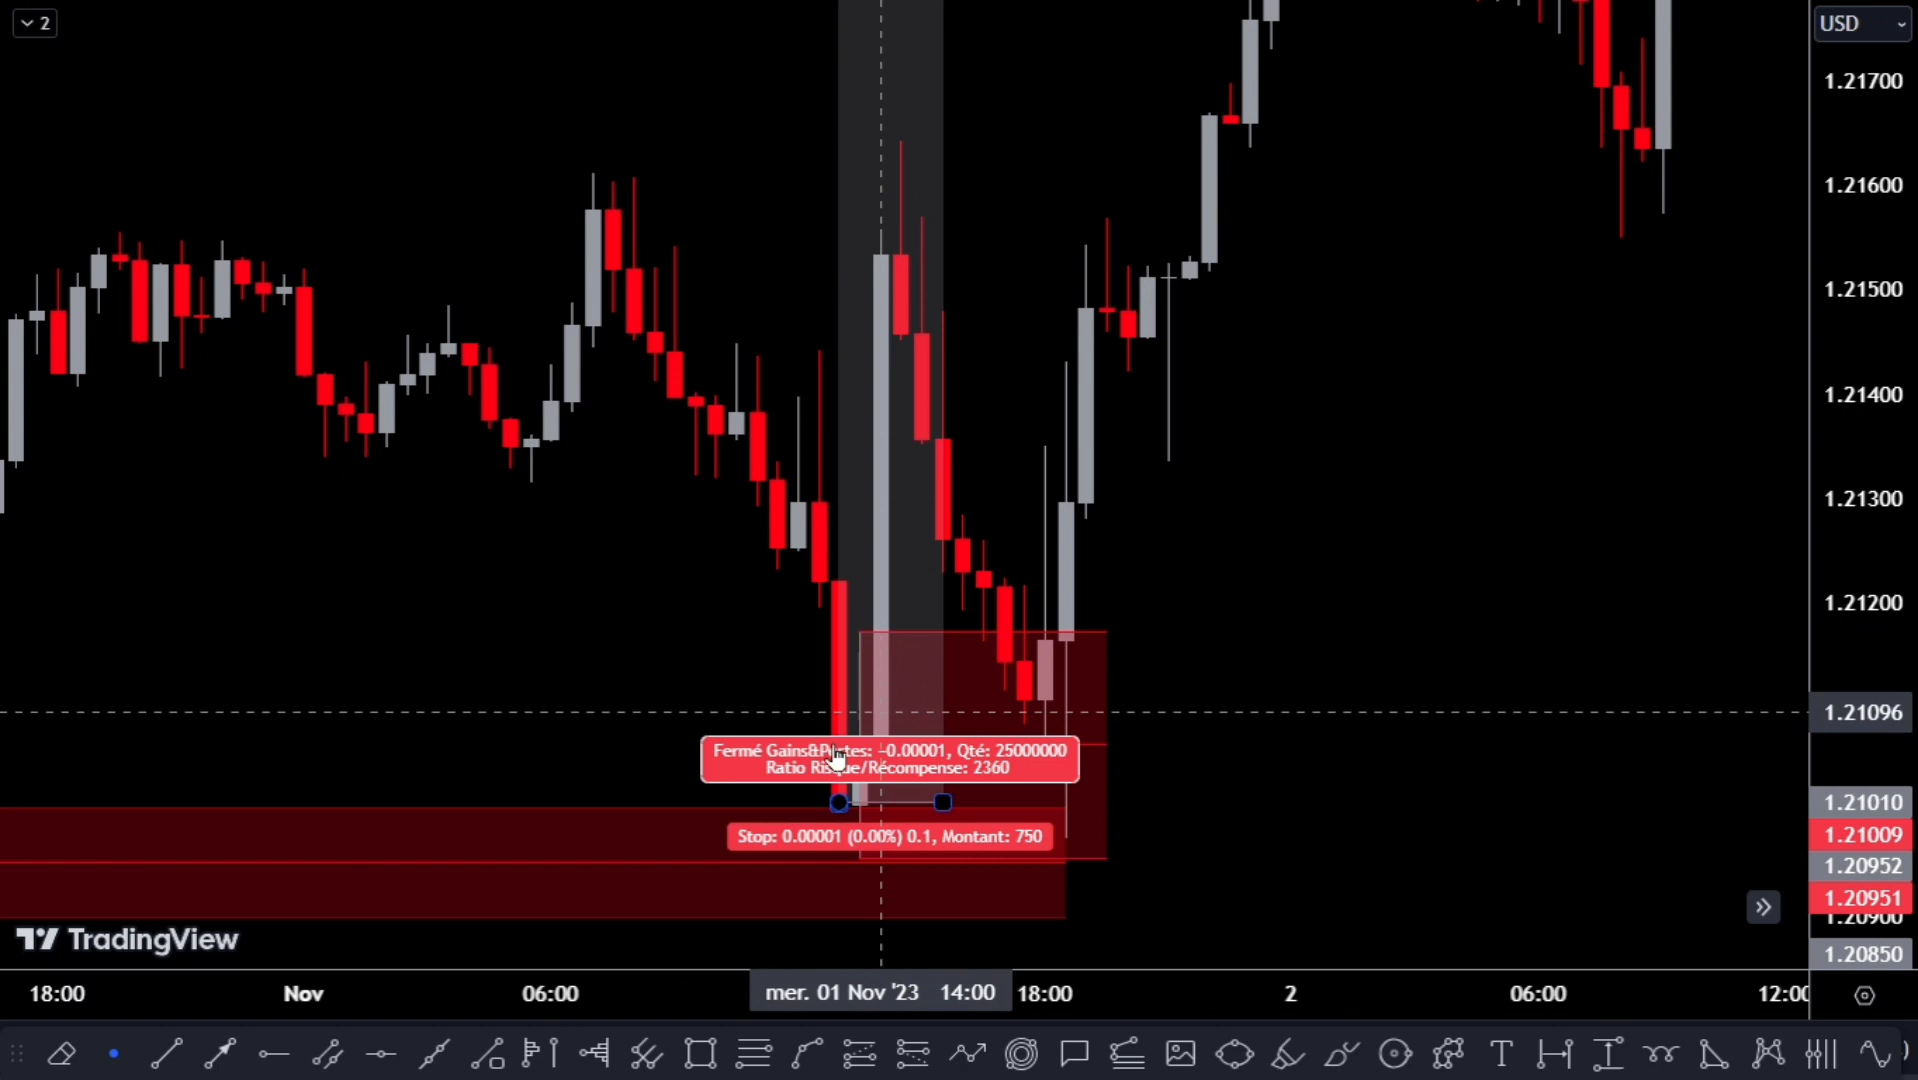 2
USD
1.21700
1.21600
1.21500
1.21400
1.21300
1.21200
1.21096
Fermé Gains&Pertes: −0.00001, Qté: 25000000
Ratio Risque/Récompense: 2360
Stop: 0.00001 (0.00%) 0.1, Montant: 750
1.21010
1.21009
1.20952
1.20951
1.20900
1.20850
TradingView
18:00 Nov 06:00 mer. 01 Nov '23 14:00 18:00 2 06:00 12:00